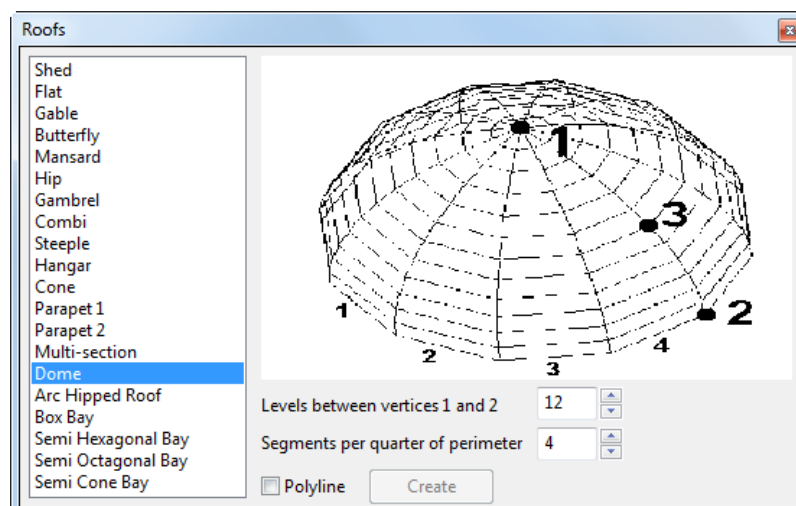 Roofs
x
Shed
Flat
Gable
Butterfly
Mansard
Hip
Gambrel
Combi
Steeple
Hangar
Cone
Parapet 1
Parapet 2
Multi-section
Dome
Arc Hipped Roof
Box Bay
Semi Hexagonal Bay
Semi Octagonal Bay
Semi Cone Bay
1
3
2
1
2
3
4
Levels between vertices 1 and 2 12
Segments per quarter of perimeter 4
Polyline Create